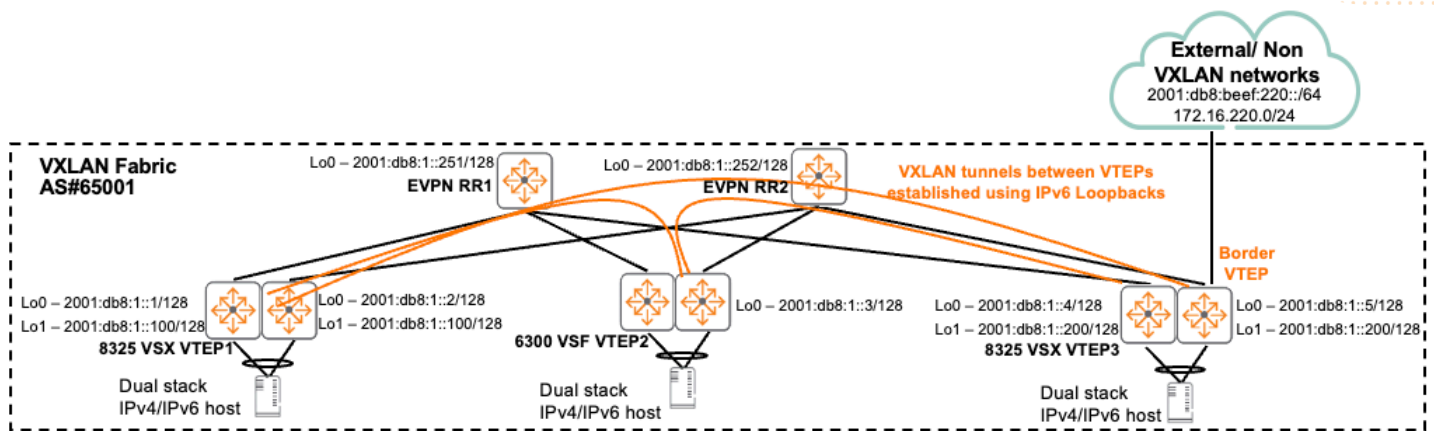 External/ Non
VXLAN networks
2001:db8:beef:220::/64
172.16.220.0/24
VXLAN Fabric
AS#65001
Lo0 – 2001:db8:1::251/128
EVPN RR1
Lo0 – 2001:db8:1::252/128
EVPN RR2
VXLAN tunnels between VTEPs
established using IPv6 Loopbacks
Border
VTEP
Lo0 – 2001:db8:1::1/128
Lo1 – 2001:db8:1::100/128
Lo0 – 2001:db8:1::2/128
Lo1 – 2001:db8:1::100/128
8325 VSX VTEP1
Lo0 – 2001:db8:1::3/128
6300 VSF VTEP2
Lo0 – 2001:db8:1::4/128
Lo1 – 2001:db8:1::200/128
Lo0 – 2001:db8:1::5/128
Lo1 – 2001:db8:1::200/128
8325 VSX VTEP3
Dual stack
IPv4/IPv6 host
Dual stack
IPv4/IPv6 host
Dual stack
IPv4/IPv6 host